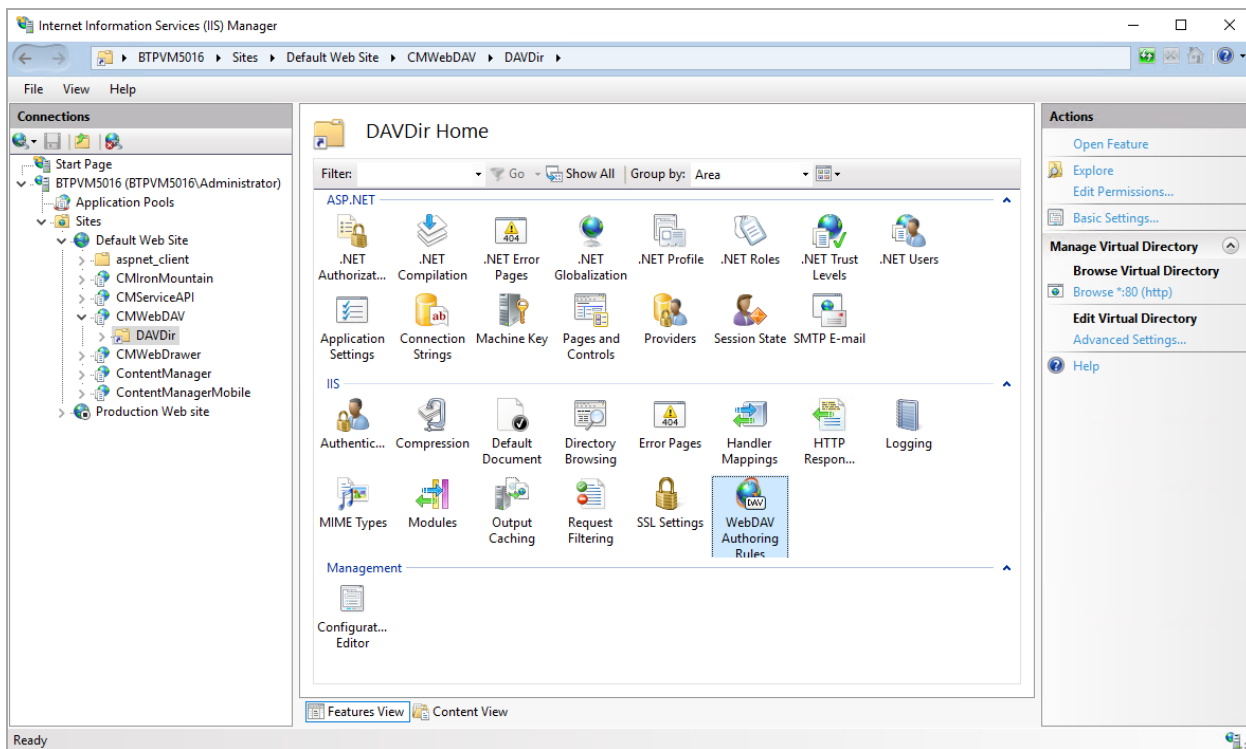 Internet Information Services (IIS) Manager
BTPVM5016 Sites Default Web Site CMWebDAV DAVDir
File View Help
Connections
Start Page
BTPVM5016 (BTPVM5016\Administrator)
Application Pools
Sites
Default Web Site
aspnet_client
CMIronMountain
CMServiceAPI
CMWebDAV
DAVDir
CMWebDrawer
ContentManager
ContentManagerMobile
Production Web site
DAVDir Home
Filter: Go Show All Group by: Area
ASP.NET
.NET Authorizat...
.NET Compilation
404
.NET Error Pages
.NET Globalization
.NET Profile
.NET Roles
.NET Trust Levels
.NET Users
Application Settings
ab
Connection Strings
Machine Key
Pages and Controls
Providers
Session State
SMTP E-mail
IIS
Authentic...
Compression
Default Document
Directory Browsing
404
Error Pages
Handler Mappings
HTTP Respon...
Logging
MIME Types
Modules
Output Caching
Request Filtering
SSL Settings
DAV
WebDAV Authoring Rules
Management
Configurat... Editor
Features View Content View
Actions
Open Feature
Explore
Edit Permissions...
Basic Settings...
Manage Virtual Directory
Browse Virtual Directory
Browse *:80 (http)
Edit Virtual Directory
Advanced Settings...
Help
Ready